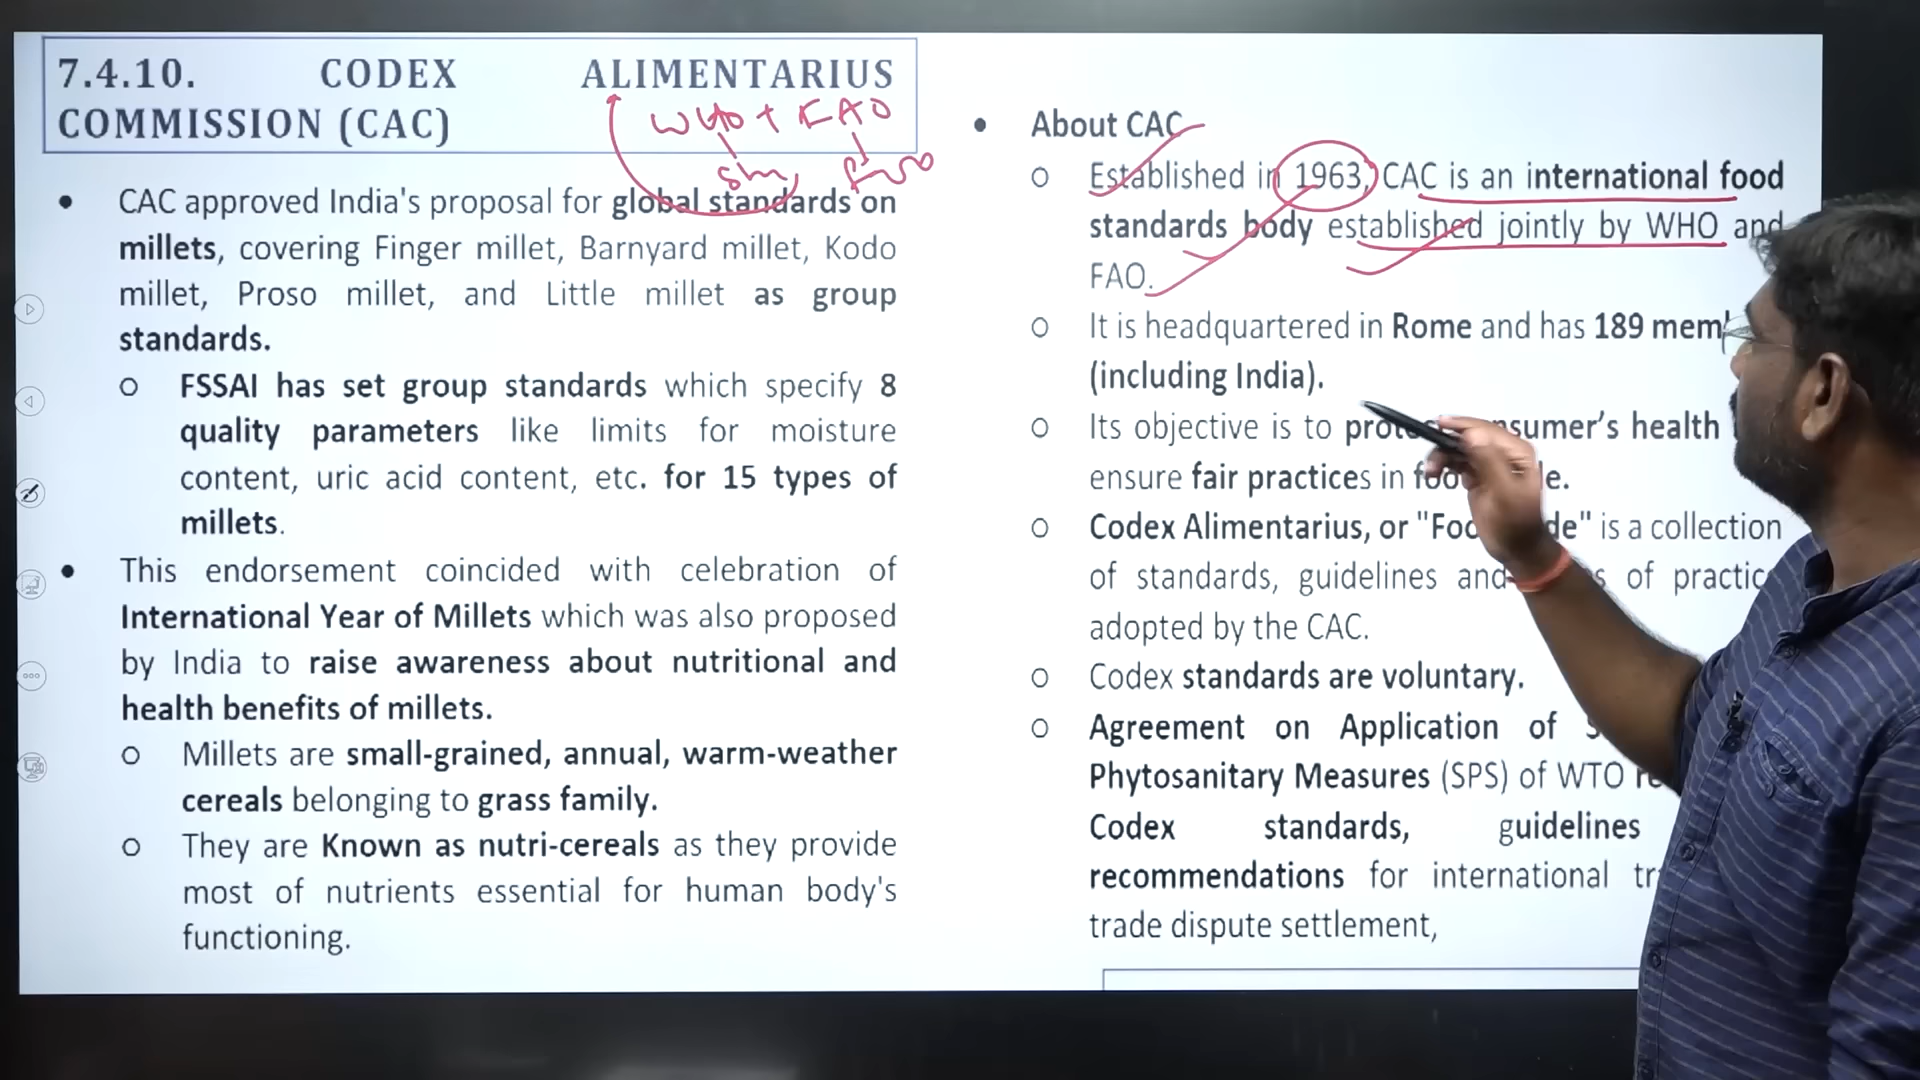 7.4.10. CODEX ALIMENTARIUS
COMMISSION (CAC)
WHO + FAO
• CAC approved India's proposal for global standards on
millets, covering Finger millet, Barnyard millet, Kodo
millet, Proso millet, and Little millet as group
standards.
o FSSAI has set group standards which specify 8
quality parameters like limits for moisture
content, uric acid content, etc. for 15 types of
millets.
• This endorsement coincided with celebration of
International Year of Millets which was also proposed
by India to raise awareness about nutritional and
health benefits of millets.
o Millets are small-grained, annual, warm-weather
cereals belonging to grass family.
o They are Known as nutri-cereals as they provide
most of nutrients essential for human body's
functioning.
• About CAC
o Established in 1963, CAC is an international food
standards body established jointly by WHO and
FAO.
o It is headquartered in Rome and has 189
(including India).
o Its objective is to health
ensure fair practices in
o Codex Alimentarius, or is a collection
of standards, guidelines and of
adopted by the CAC.
o Codex standards are voluntary.
o Agreement on Application of
Phytosanitary Measures (SPS) of WTO
Codex standards, guidelines
recommendations for international
trade dispute settlement,